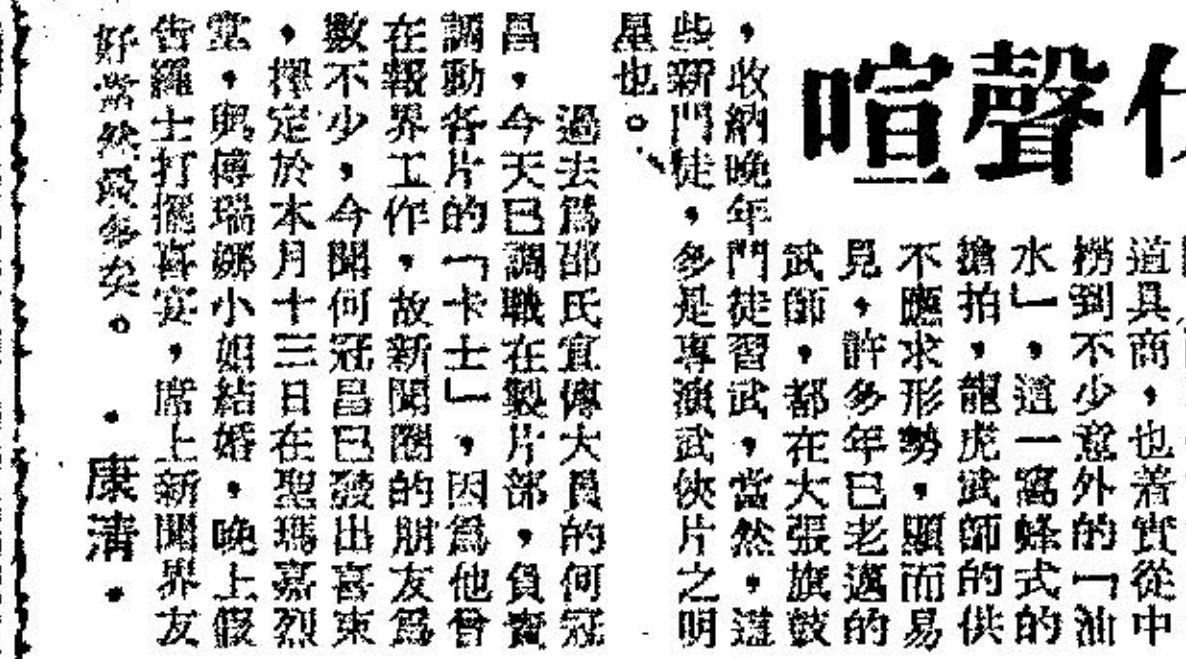 聲喧
道具商，也着實從中
撈到不少意外的「油
水」，這一窩蜂式的
搶拍，龍虎武師的供
不應求形勢，顯而易
見，許多年已老邁的
武師，都在大張旗鼓
，收納晚年門徒習武，當然，這
些新門徒，多是專演武俠片之明
星也。
過去爲邵氏宣傳大員的何冠
昌，今天已調職在製片部，負責
調動各片的「卡士」，因爲他曾
在報界工作，故新聞圈的朋友爲
數不少，今聞何冠昌已發出喜柬
，擇定於本月十三日在聖瑪嘉烈
堂，與傅瑞娜小姐結婚，晚上假
告羅士打擺喜宴，席上新聞界友
好當然最多矣。
・康清・